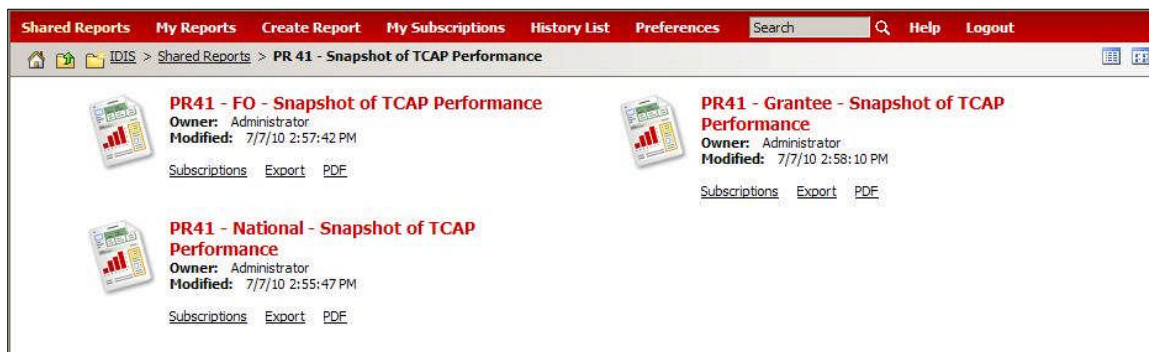 Shared Reports My Reports Create Report My Subscriptions History List Preferences Search Help Logout
IDIS > Shared Reports > PR 41 - Snapshot of TCAP Performance
PR41 - FO - Snapshot of TCAP Performance
Owner: Administrator
Modified: 7/7/10 2:57:42 PM
Subscriptions Export PDF
PR41 - Grantee - Snapshot of TCAP
Performance
Owner: Administrator
Modified: 7/7/10 2:58:10 PM
Subscriptions Export PDF
PR41 - National - Snapshot of TCAP
Performance
Owner: Administrator
Modified: 7/7/10 2:55:47 PM
Subscriptions Export PDF